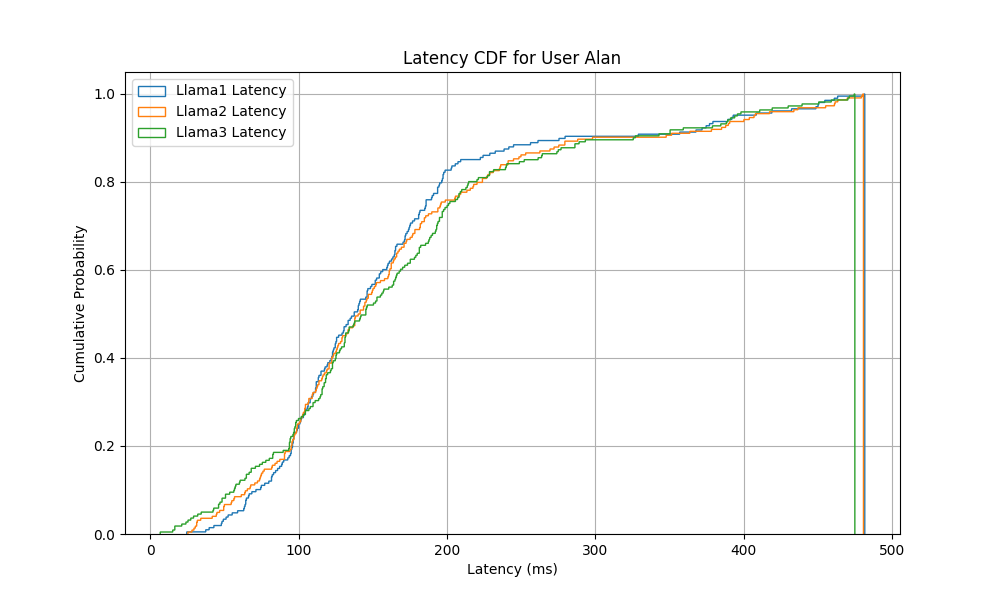 Latency CDF for User Alan
Llama1 Latency
Llama2 Latency
Llama3 Latency
Cumulative Probability
1.0
0.8
0.6
0.4
0.2
0.0
0 100 200 300 400 500
Latency (ms)